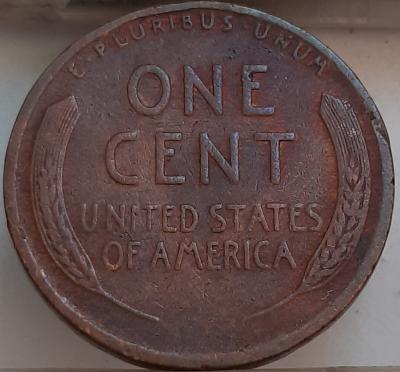 E·PLURIBUS·UNUM
ONE
CENT
UNITED STATES
OF AMERICA